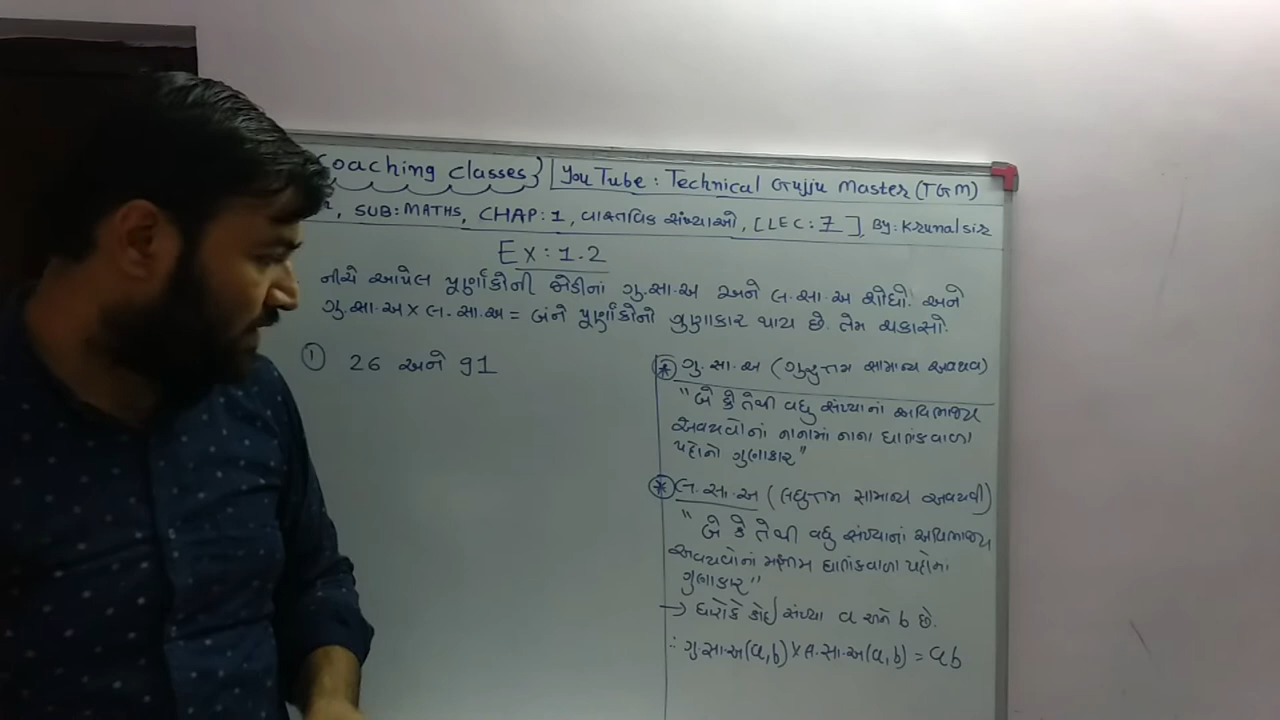 coaching classes} | YouTube : Technical Gujju Master (TGM)
, SUB: MATHS, CHAP: 1, વાસ્તવિક સંખ્યાઓ, [LEC: 7], By: Krunal sir
Ex: 1.2
નીચે આપેલ પૂર્ણાંકોની જોડીનાં ગુ.સા.અ અને લ.સા.અ શોધો. અને
ગુ.સા.અ × લ.સા.અ = બંને પૂર્ણાંકોનો ગુણાકાર થાય છે. તેમ ચકાસો.
① 26 અને 91
* ગુ.સા.અ (ગુરુત્તમ સામાન્ય અવયવ)
"બે કે તેથી વધુ સંખ્યાનાં અવિભાજ્ય
અવયવોનાં નાનામાં નાના ઘાતાંકવાળા
પદોનો ગુણાકાર"
* લ.સા.અ (લઘુત્તમ સામાન્ય અવયવી)
"બે કે તેથી વધુ સંખ્યાનાં અવિભાજ્ય
અવયવોનાં મહત્તમ ઘાતાંકવાળા પદોના
ગુણાકાર"
→ ધારોકે કોઈ સંખ્યા a અને b છે.
∴ ગુ.સા.અ(a,b) × લ.સા.અ(a,b) = ab